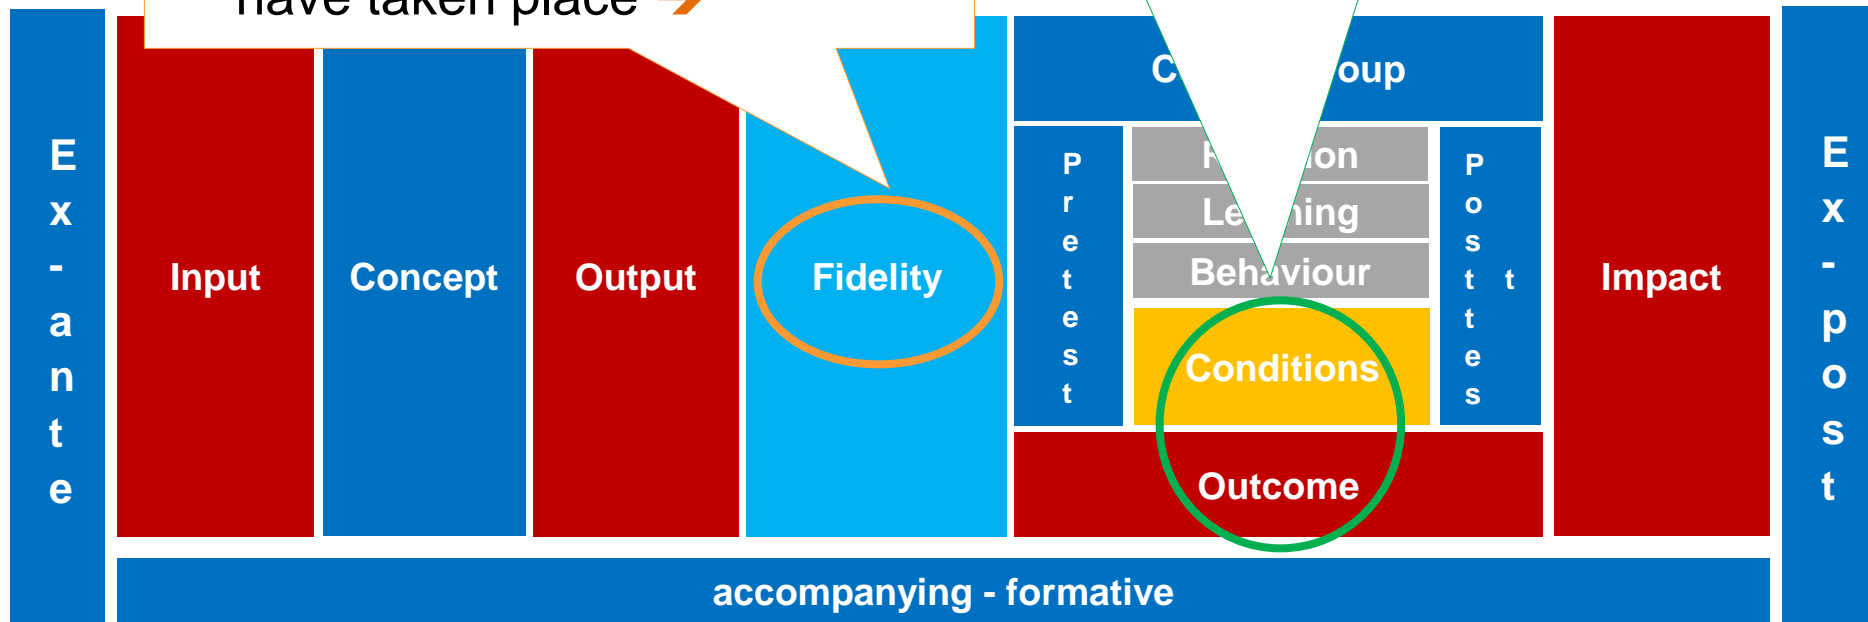 have taken place ➔
Ex-ante
Input
Concept
Output
Fidelity
oup
Pretest
on
Behaviour
Conditions
Posttest
Outcome
Impact
Ex-post
accompanying - formative